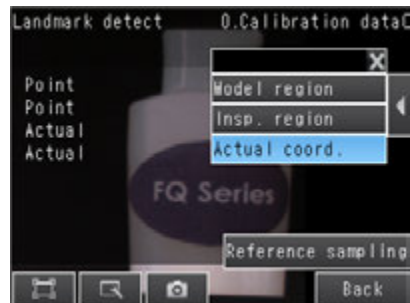 Landmark detect
0.Calibration data0
Point
Point
Actual
Actual
X
Model region
Insp. region
Actual coord.
FQ Series
Reference sampling
Back